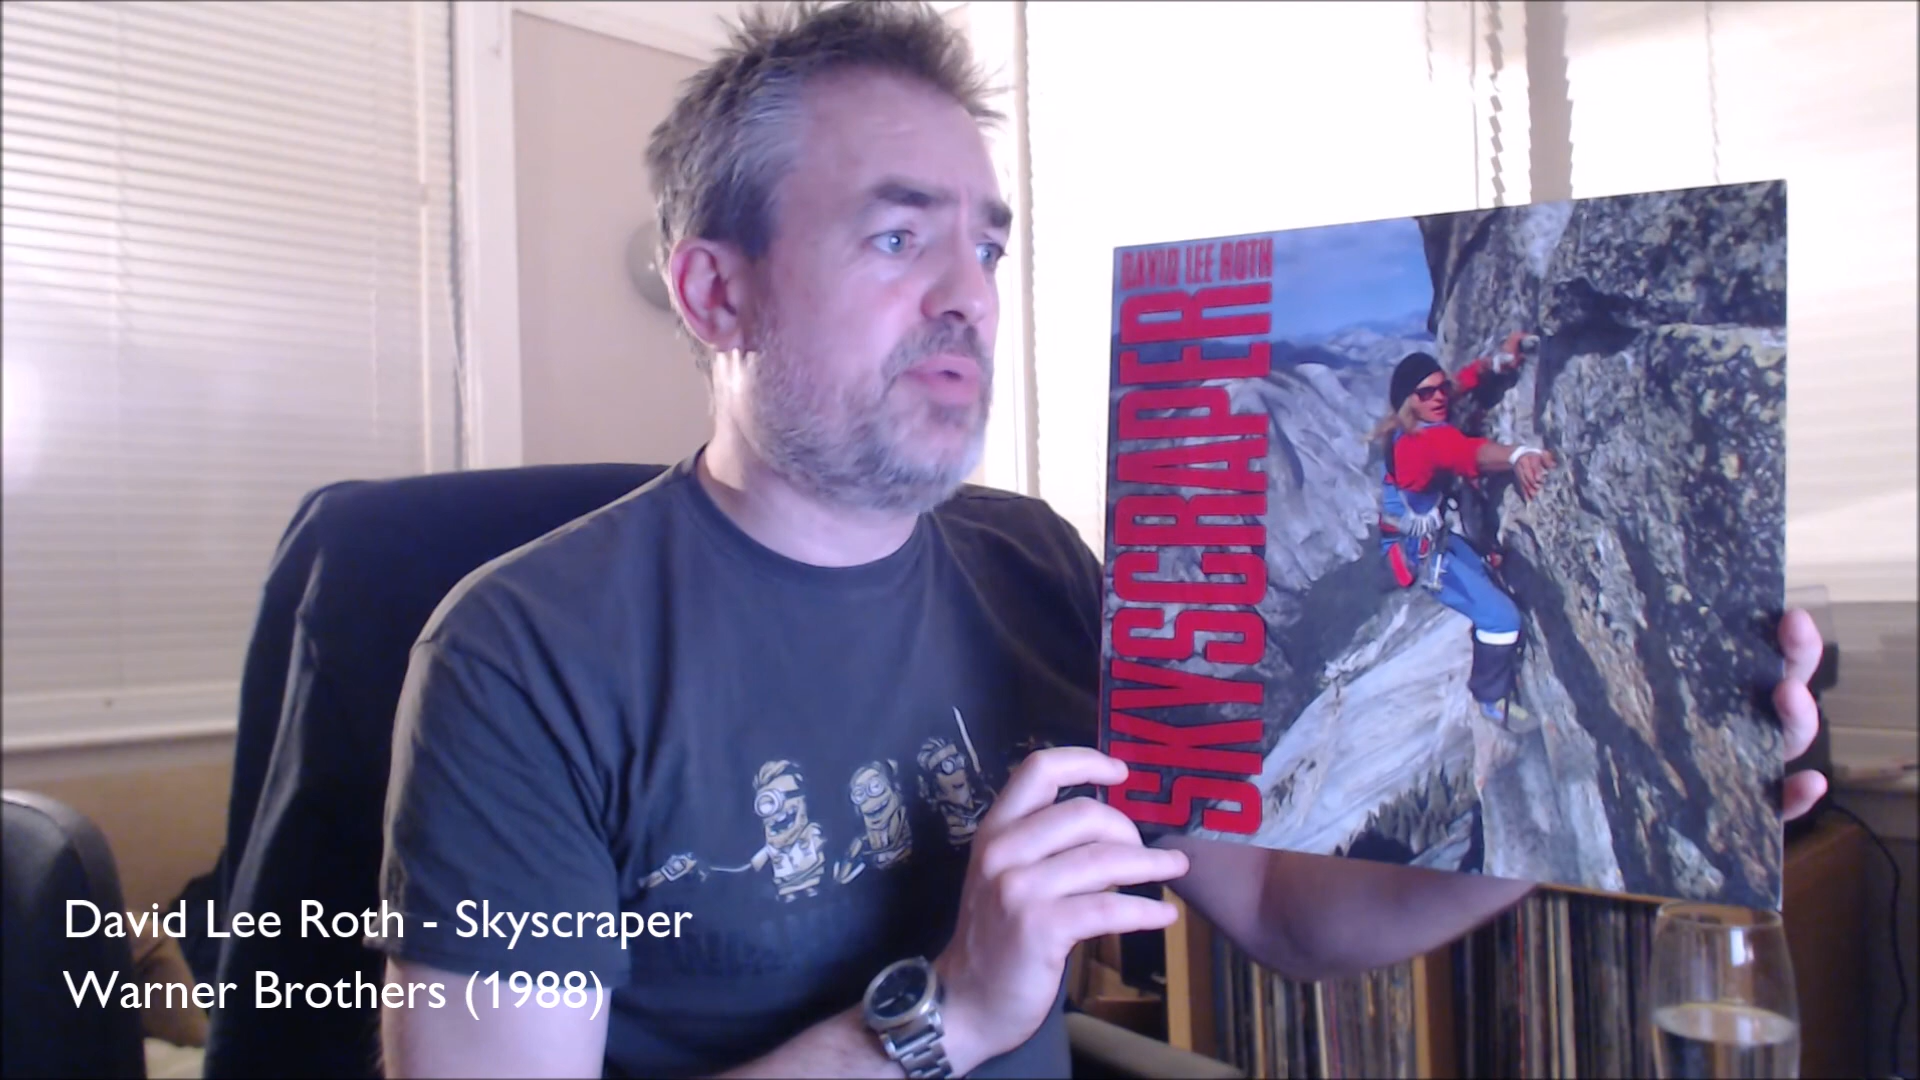 DAVID LEE ROTH
SKYSCRAPER
David Lee Roth - Skyscraper
Warner Brothers (1988)